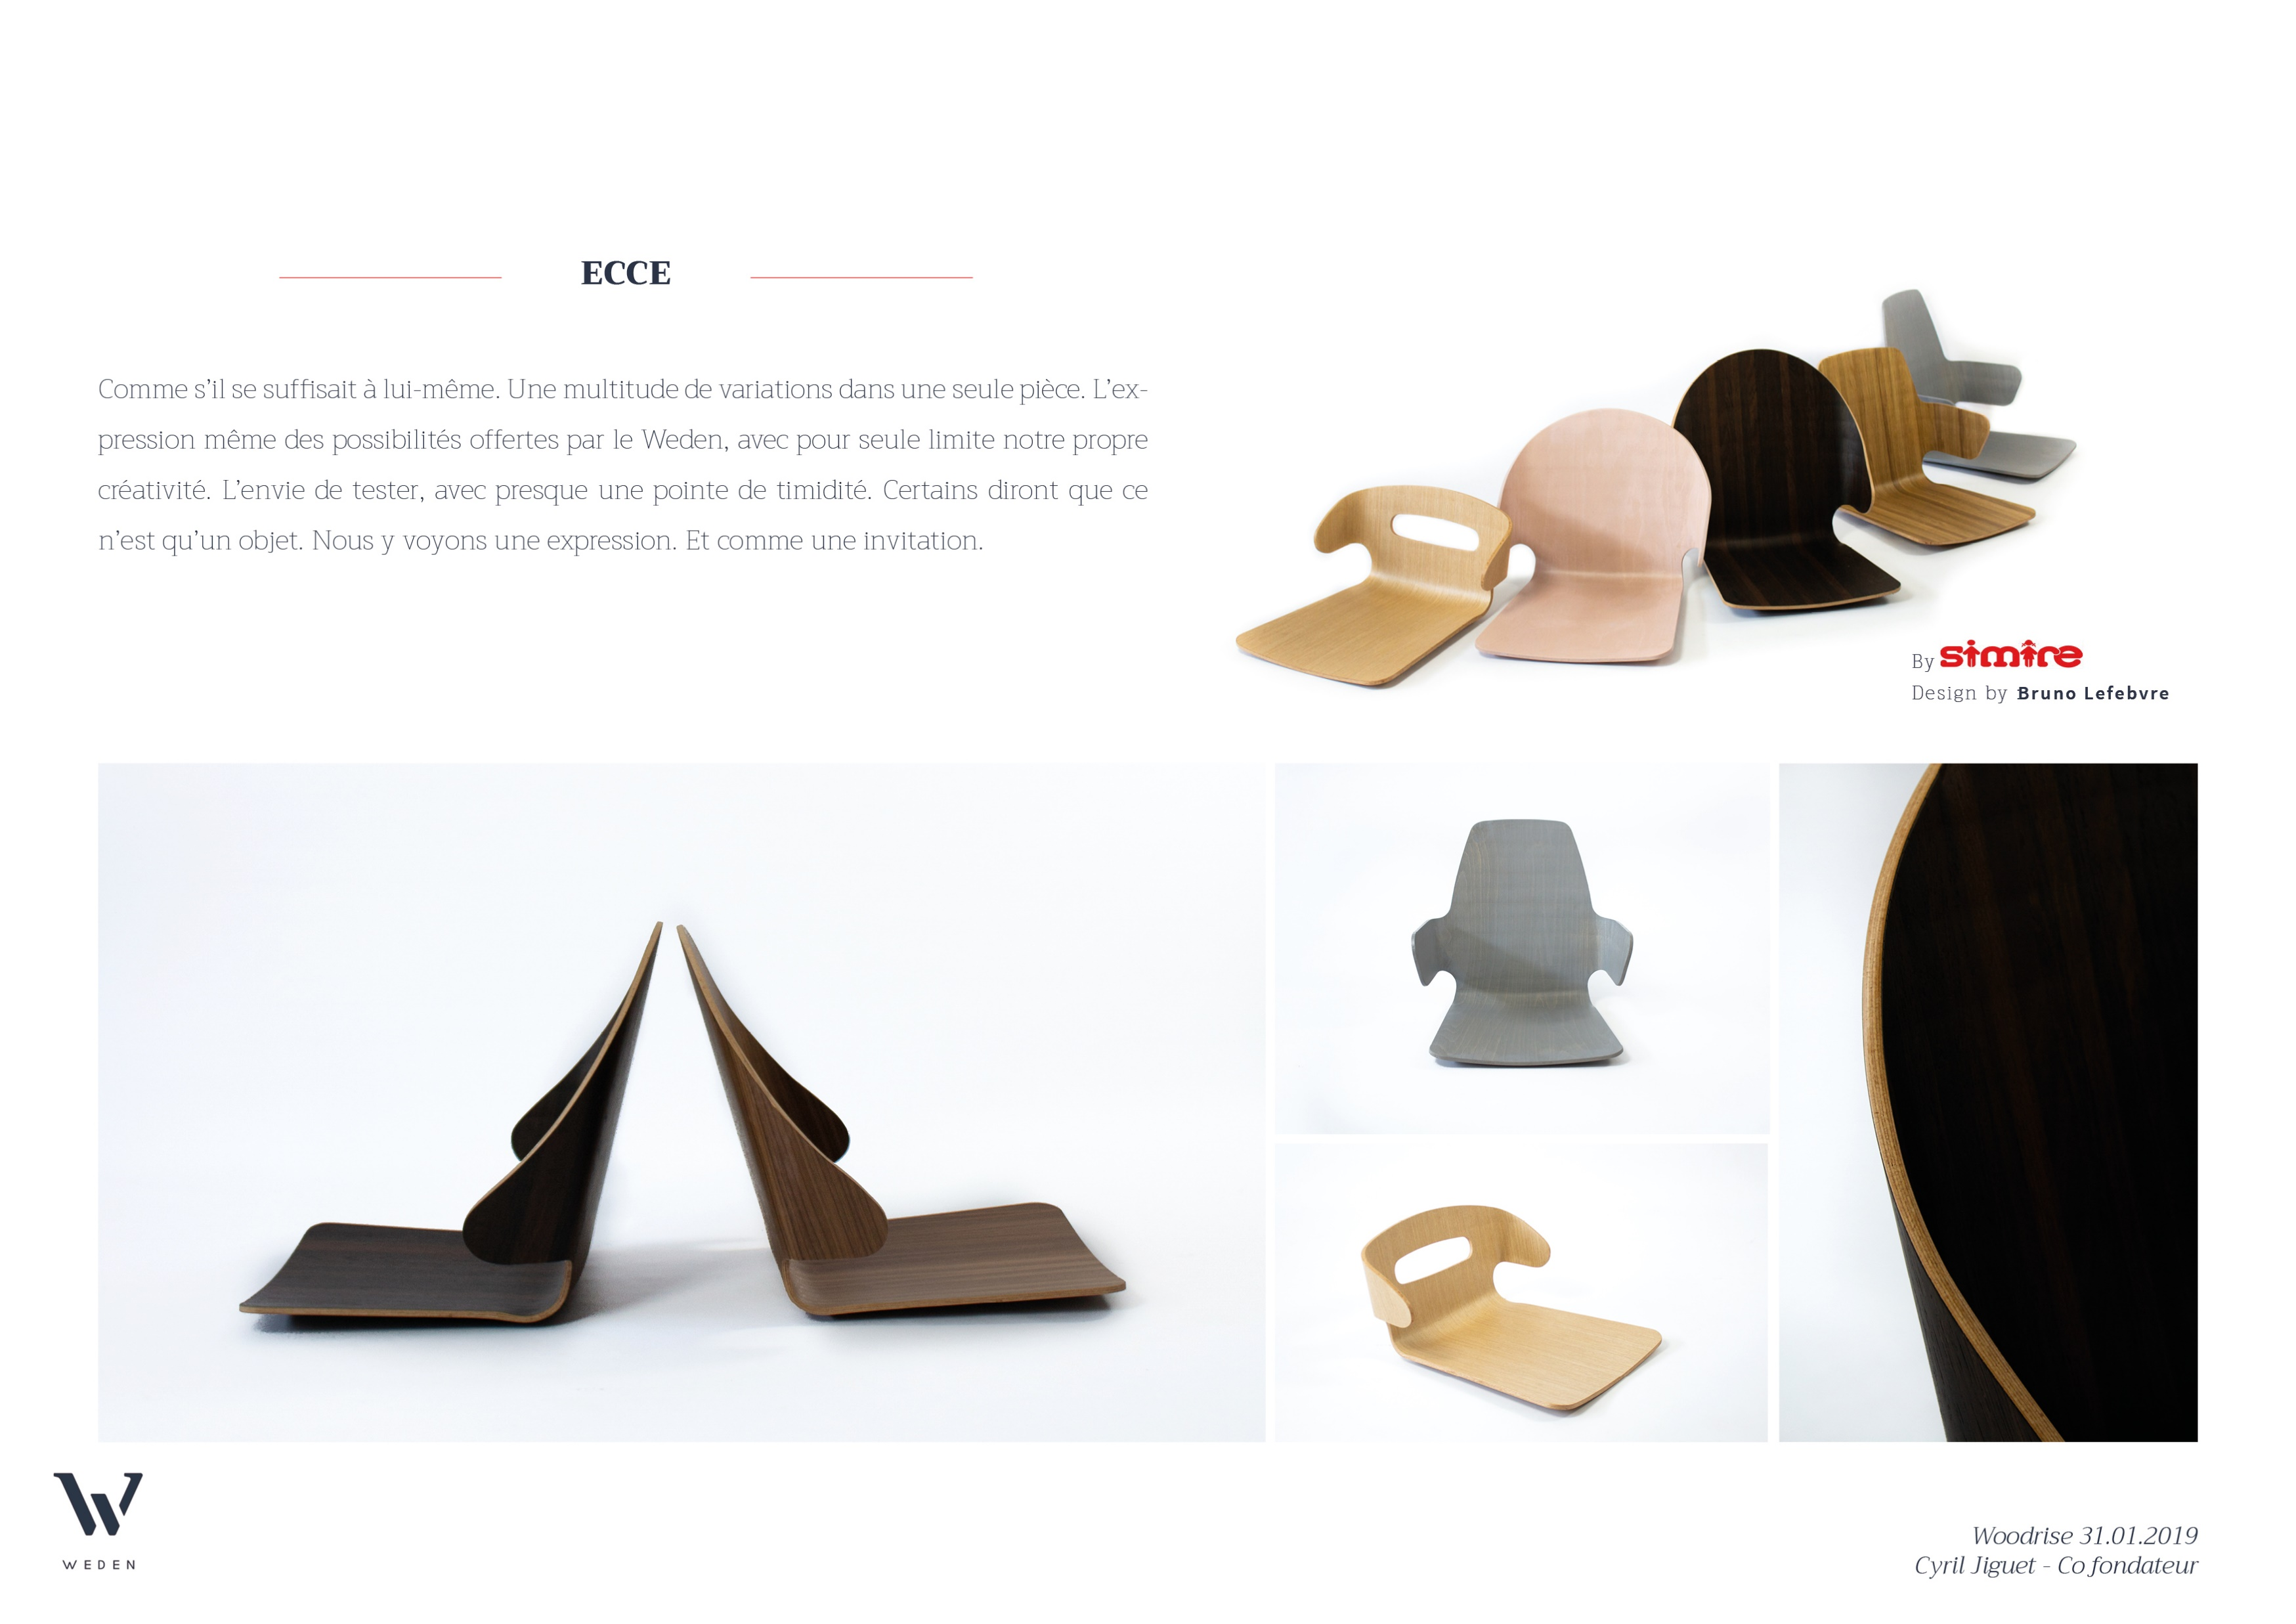 ECCE
Comme s’il se suffisait à lui-même. Une multitude de variations dans une seule pièce. L’ex-
pression même des possibilités offertes par le Weden, avec pour seule limite notre propre
créativité. L’envie de tester, avec presque une pointe de timidité. Certains diront que ce
n’est qu’un objet. Nous y voyons une expression. Et comme une invitation.
By simire
Design by Bruno Lefebvre
W
WEDEN
Woodrise 31.01.2019
Cyril Jiguet - Co fondateur